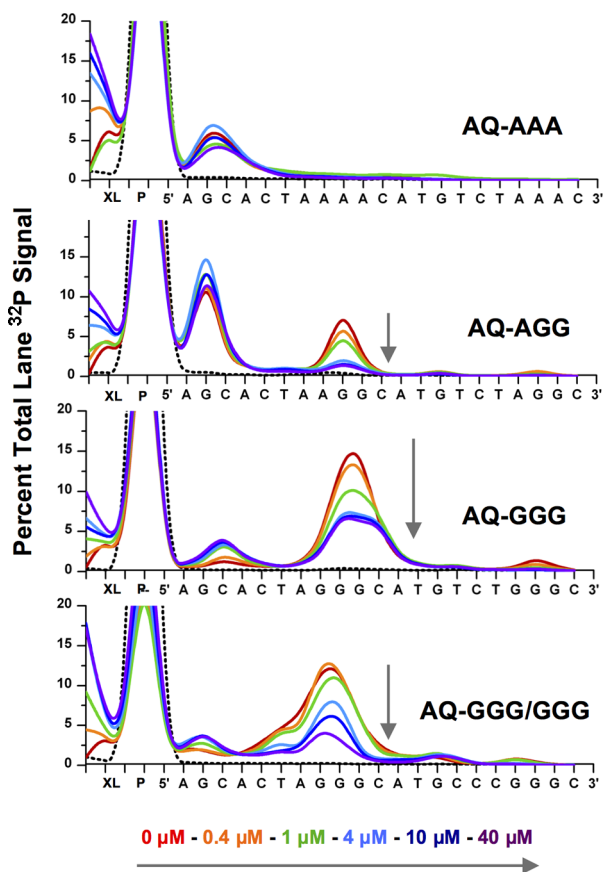 Percent Total Lane 32P Signal
20
15
10
5
0
AQ-AAA
XL P 5' A G C A C T A A A A C A T G T C T A A A C 3'
15
10
5
0
AQ-AGG
XL P 5' A G C A C T A A G G C A T G T C T A G G C 3'
20
15
10
5
0
AQ-GGG
XL P- 5' A G C A C T A G G G C A T G T C T G G G C 3'
20
15
10
5
0
AQ-GGG/GGG
XL P 5' A G C A C T A G G G C A T G C C C G G G C 3'
0 µM - 0.4 µM - 1 µM - 4 µM - 10 µM - 40 µM